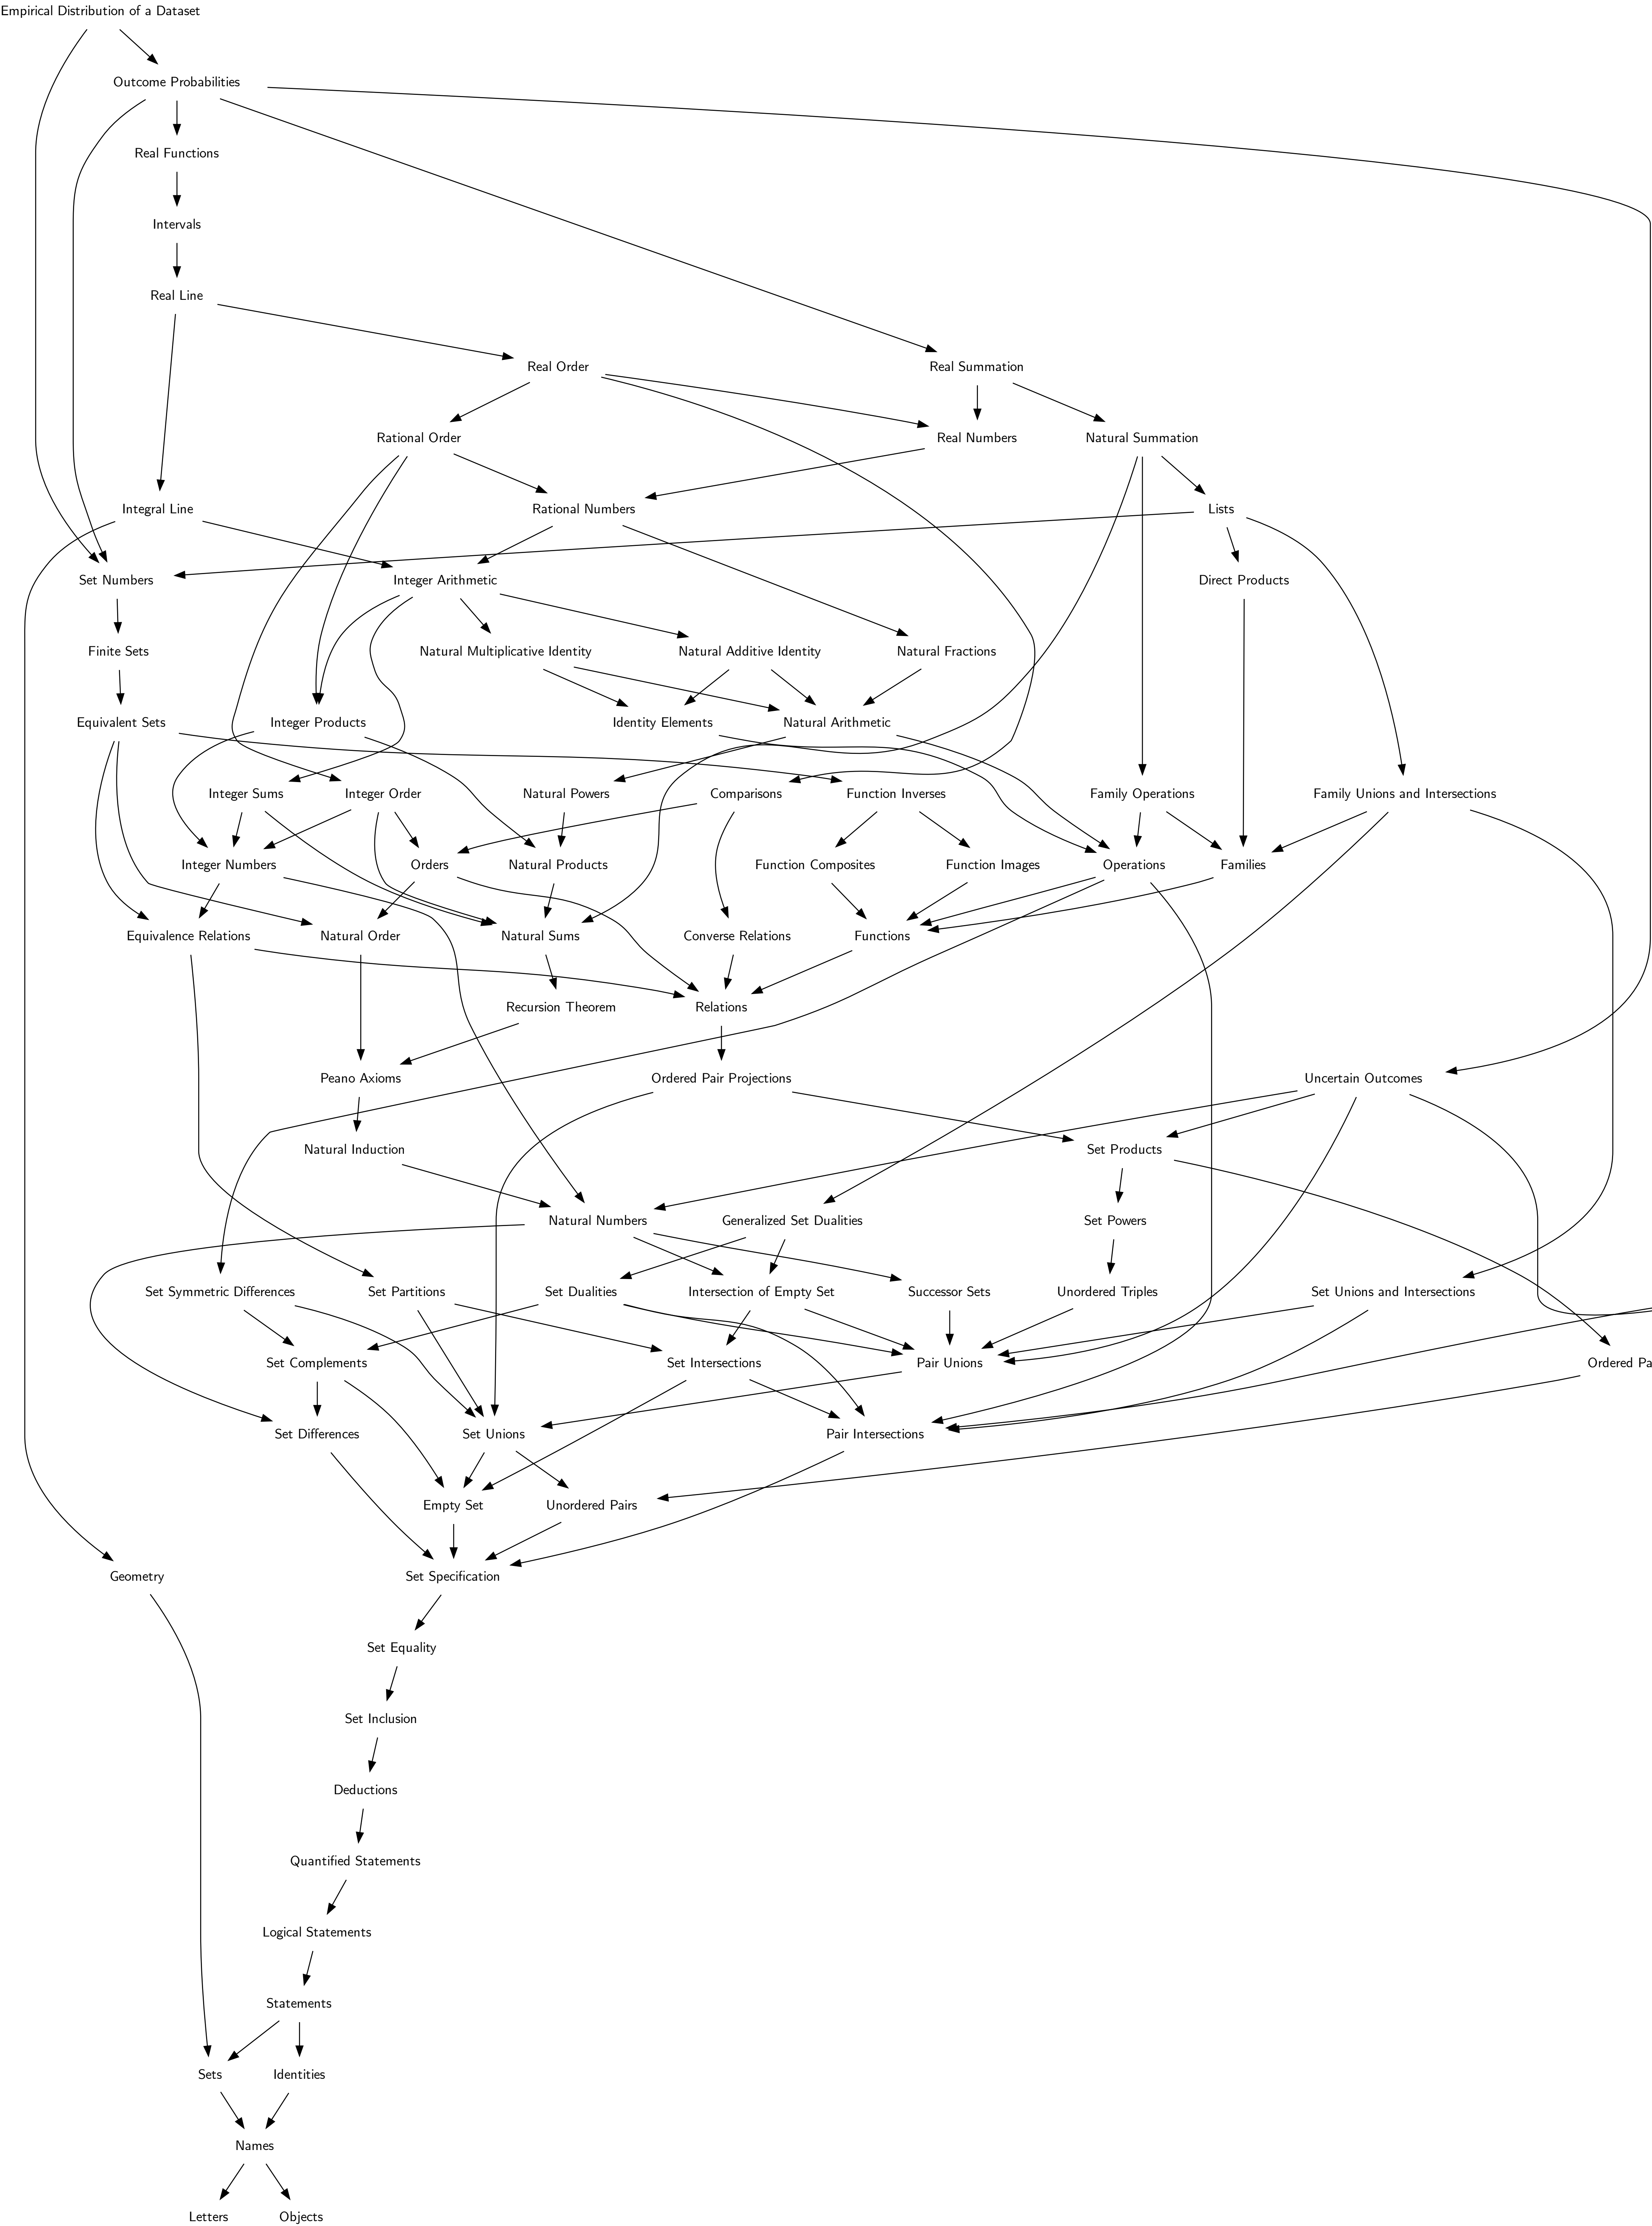 Empirical Distribution of a Dataset
Outcome Probabilities
Real Functions
Intervals
Real Line
Real Order
Real Summation
Rational Order
Real Numbers
Natural Summation
Integral Line
Rational Numbers
Lists
Set Numbers
Integer Arithmetic
Direct Products
Finite Sets
Natural Multiplicative Identity
Natural Additive Identity
Natural Fractions
Equivalent Sets
Integer Products
Identity Elements
Natural Arithmetic
Integer Sums
Integer Order
Natural Powers
Comparisons
Function Inverses
Family Operations
Family Unions and Intersections
Integer Numbers
Orders
Natural Products
Function Composites
Function Images
Operations
Families
Equivalence Relations
Natural Order
Natural Sums
Converse Relations
Functions
Recursion Theorem
Relations
Peano Axioms
Ordered Pair Projections
Uncertain Outcomes
Natural Induction
Set Products
Natural Numbers
Generalized Set Dualities
Set Powers
Set Symmetric Differences
Set Partitions
Set Dualities
Intersection of Empty Set
Successor Sets
Unordered Triples
Set Unions and Intersections
Set Complements
Set Intersections
Pair Unions
Ordered Pa
Set Differences
Set Unions
Pair Intersections
Empty Set
Unordered Pairs
Geometry
Set Specification
Set Equality
Set Inclusion
Deductions
Quantified Statements
Logical Statements
Statements
Sets
Identities
Names
Letters
Objects